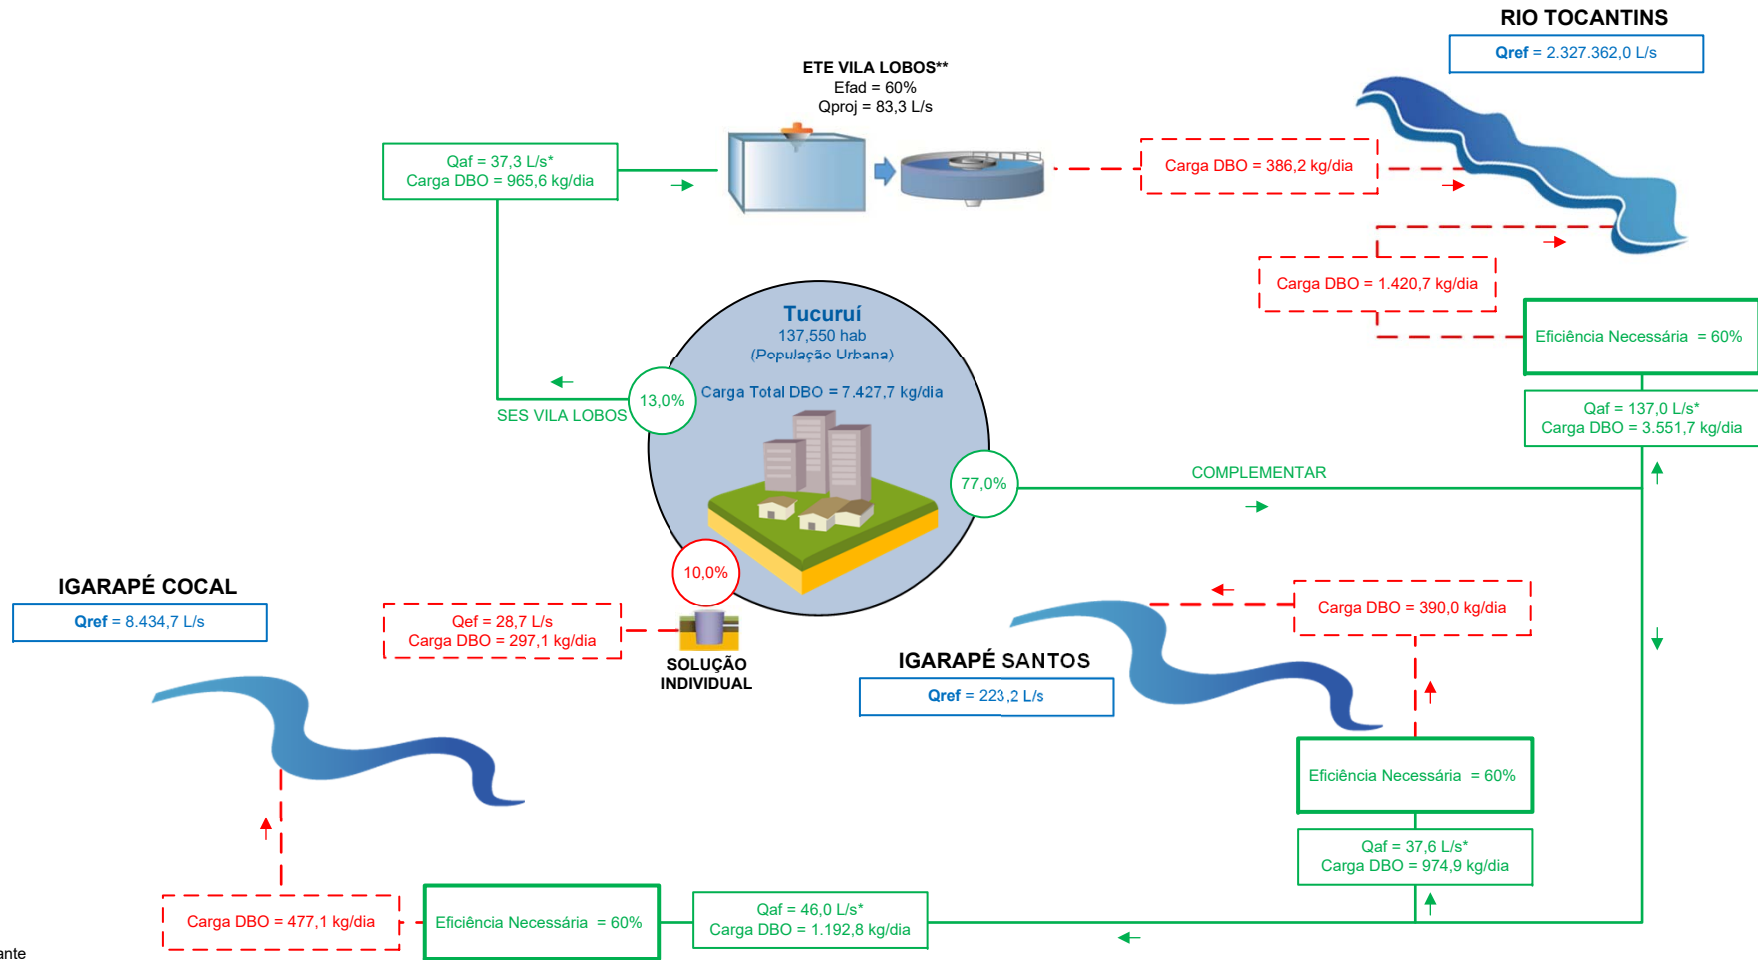 RIO TOCANTINS
Qref = 2.327.362,0 L/s
ETE VILA LOBOS**
Efad = 60%
Qproj = 83,3 L/s
Qaf = 37,3 L/s*
Carga DBO = 965,6 kg/dia
Carga DBO = 386,2 kg/dia
Carga DBO = 1.420,7 kg/dia
Eficiência Necessária = 60%
Qaf = 137,0 L/s*
Carga DBO = 3.551,7 kg/dia
Tucuruí
137,550 hab
(População Urbana)
Carga Total DBO = 7.427,7 kg/dia
13,0%
SES VILA LOBOS
77,0%
COMPLEMENTAR
10,0%
SOLUÇÃO
INDIVIDUAL
Qef = 28,7 L/s
Carga DBO = 297,1 kg/dia
IGARAPÉ COCAL
Qref = 8.434,7 L/s
IGARAPÉ SANTOS
Qref = 223,2 L/s
Carga DBO = 390,0 kg/dia
Eficiência Necessária = 60%
Qaf = 37,6 L/s*
Carga DBO = 974,9 kg/dia
Carga DBO = 477,1 kg/dia
Eficiência Necessária = 60%
Qaf = 46,0 L/s*
Carga DBO = 1.192,8 kg/dia
ante